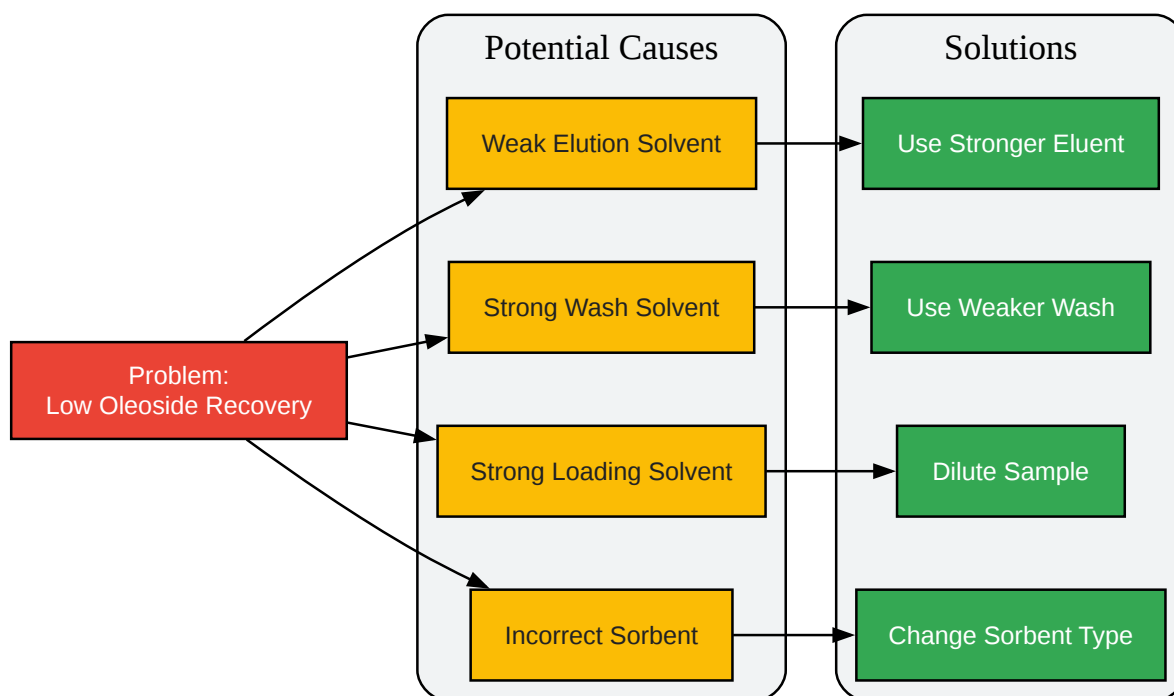 Potential Causes
Solutions
Weak Elution Solvent
Use Stronger Eluent
Strong Wash Solvent
Use Weaker Wash
Problem:
Low Oleoside Recovery
Strong Loading Solvent
Dilute Sample
Incorrect Sorbent
Change Sorbent Type